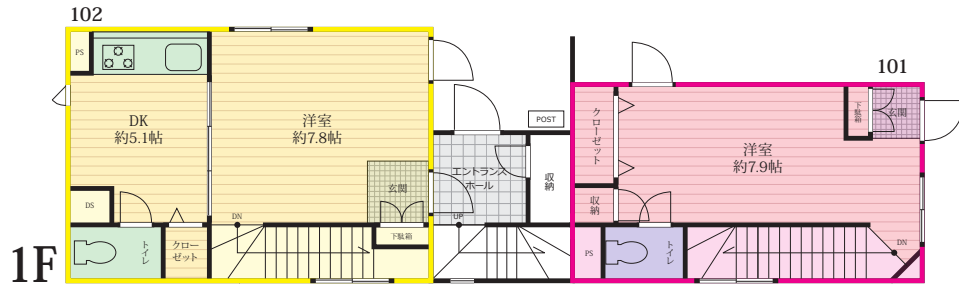 102
PS
DK
約5.1帖
洋室
約7.8帖
玄関
DS
DN
下駄箱
トイレ
クロー
ゼット
エントランス
ホール
UP
POST
収納
101
クローゼット
洋室
約7.9帖
下駄箱
玄関
収納
PS
トイレ
DN
1F